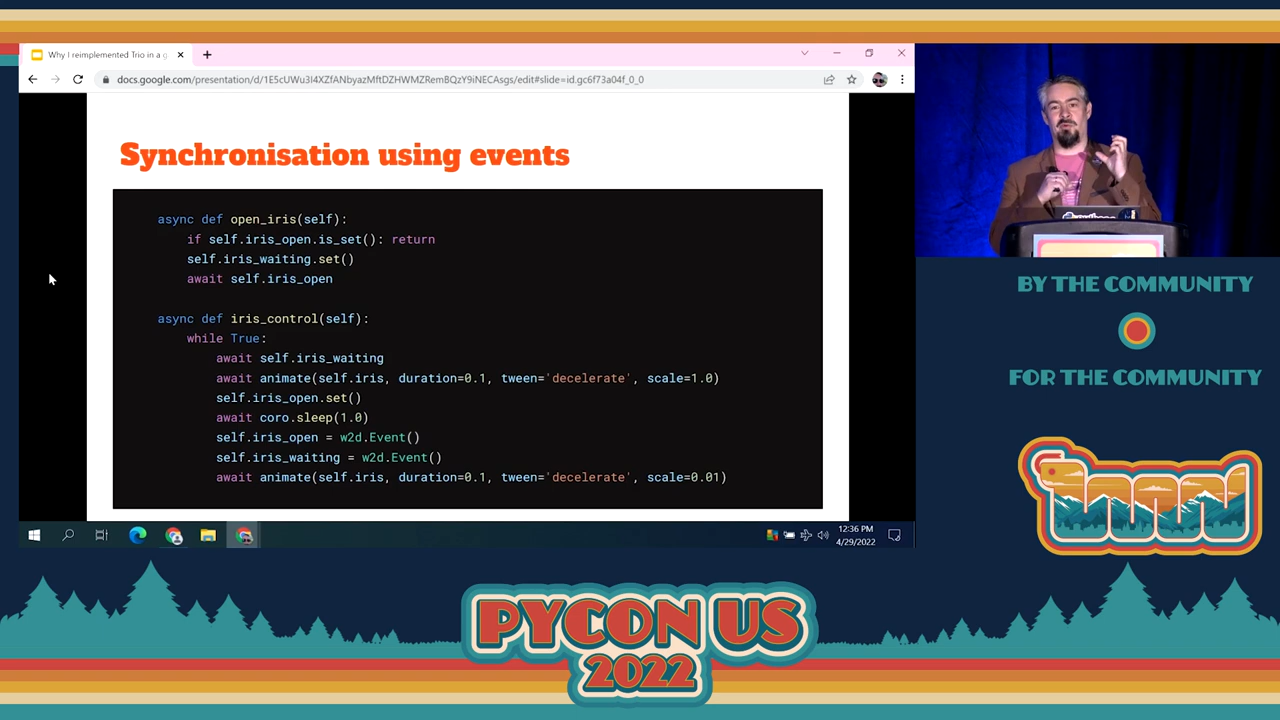 Why I reimplemented Trio in a g
docs.google.com/presentation/d/1E5cUWu3I4XZfANbyazMftDZHWMZRemBQzY9iNECAsgs/edit#slide=id.gc6f73a04f_0_0
Synchronisation using events
async def open_iris(self):
if self.iris_open.is_set(): return
self.iris_waiting.set()
await self.iris_open
async def iris_control(self):
while True:
await self.iris_waiting
await animate(self.iris, duration=0.1, tween='decelerate', scale=1.0)
self.iris_open.set()
await coro.sleep(1.0)
self.iris_open = w2d.Event()
self.iris_waiting = w2d.Event()
await animate(self.iris, duration=0.1, tween='decelerate', scale=0.01)
12:36 PM
4/29/2022
BY THE COMMUNITY
FOR THE COMMUNITY
PYCON US
2022